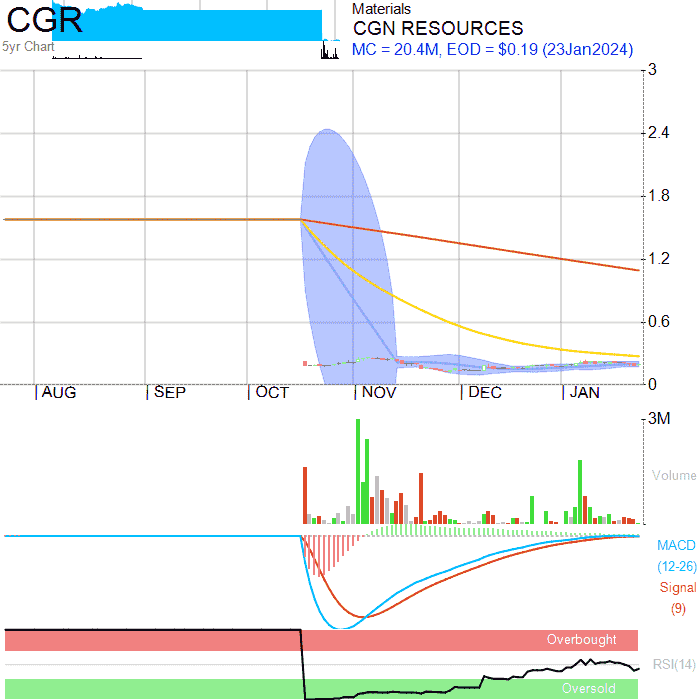 CGR
5yr Chart
Materials
CGN RESOURCES
MC = 20.4M, EOD = $0.19 (23Jan2024)
3
2.4
1.8
1.2
0.6
0
AUG SEP OCT NOV DEC JAN
3M
Volume
MACD
(12-26)
Signal
(9)
Overbought
RSI(14)
Oversold